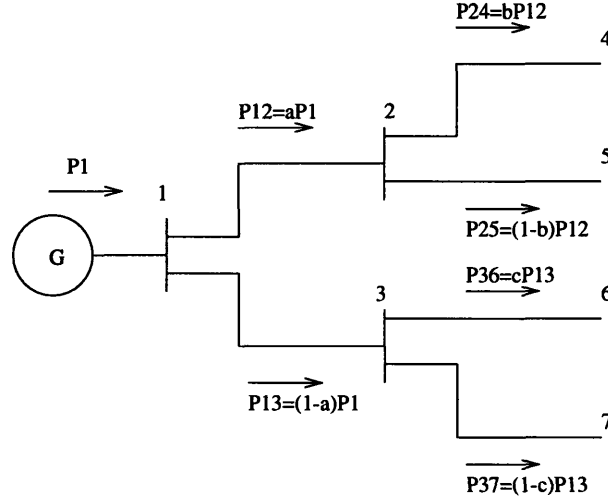 P24=bP12
4
P12=aP1
2
P1
1
5
P25=(1-b)P12
G
P36=cP13
3
6
P13=(1-a)P1
7
P37=(1-c)P13